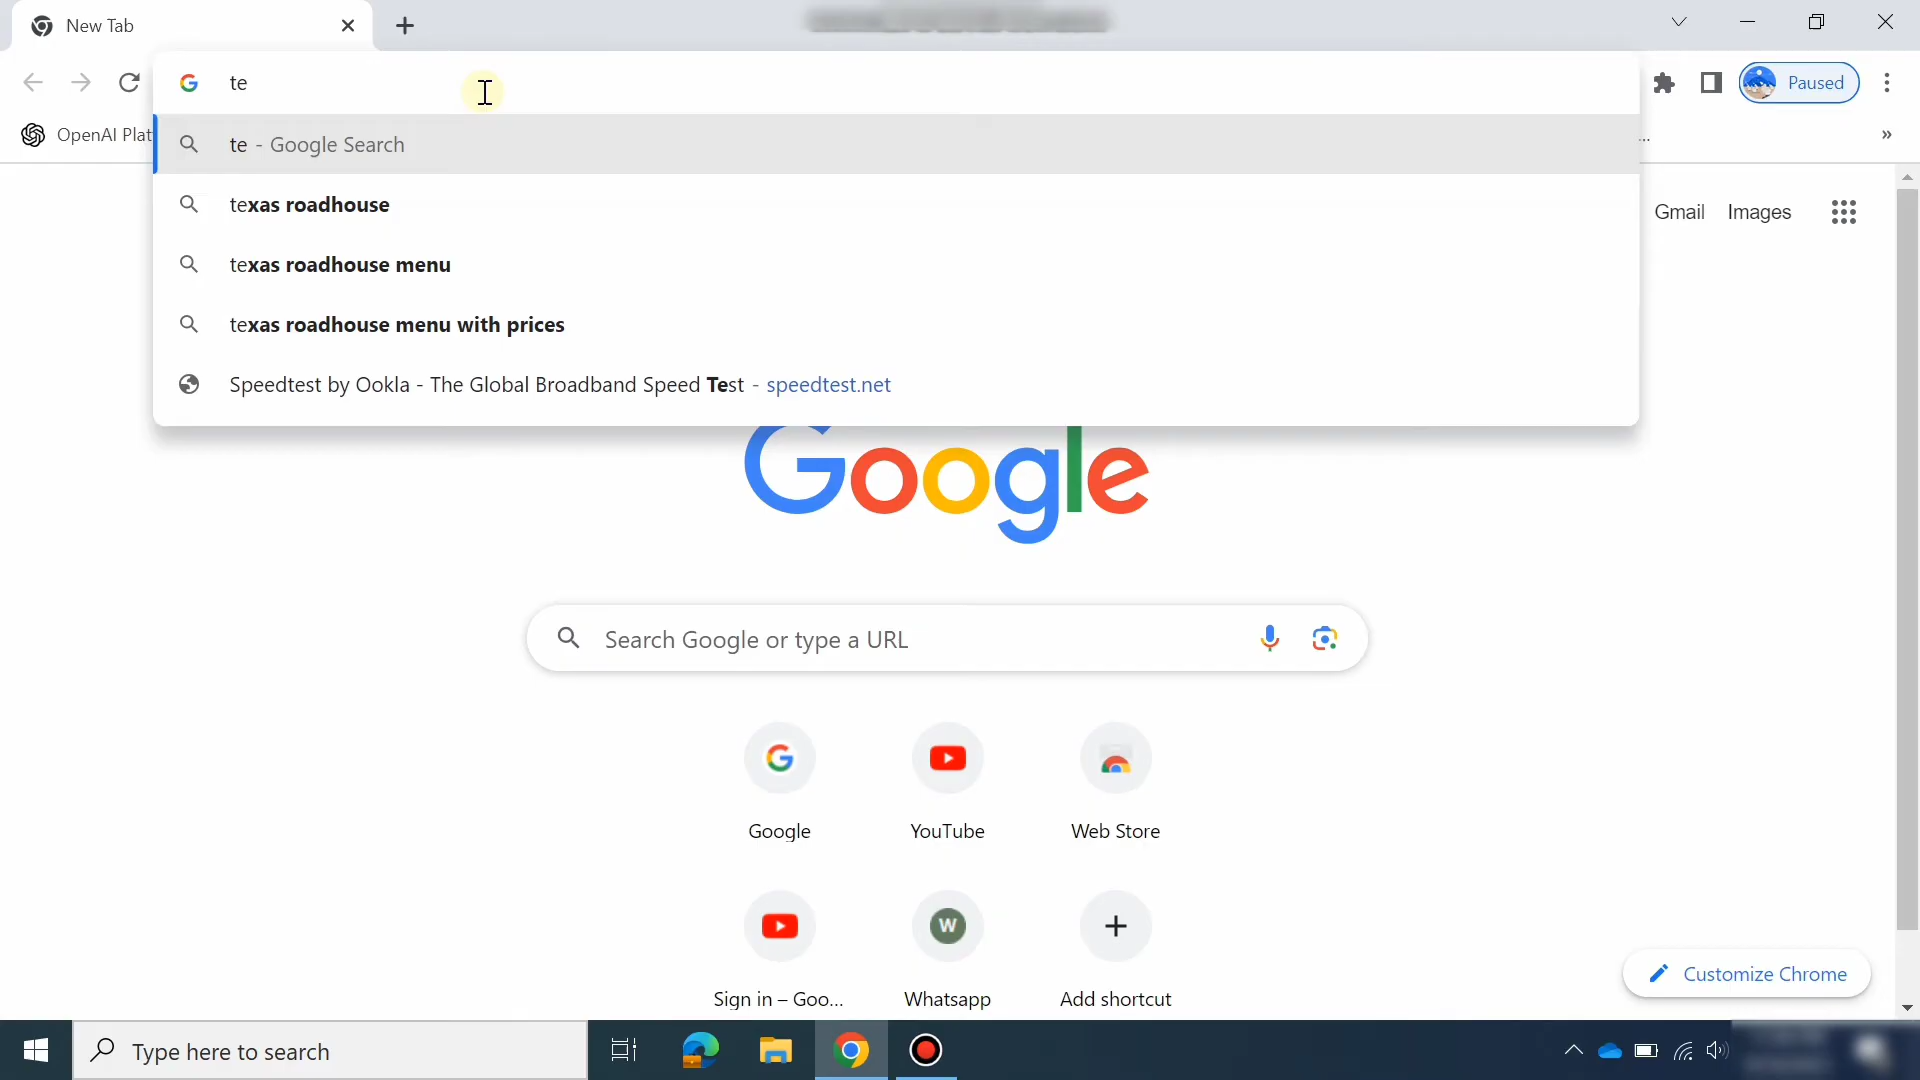 New Tab
te
Paused
OpenAI Plat
...
te - Google Search
texas roadhouse
Gmail Images
texas roadhouse menu
texas roadhouse menu with prices
Speedtest by Ookla - The Global Broadband Speed Test - speedtest.net
Google
Search Google or type a URL
Google
YouTube
Web Store
W
Sign in – Goo...
Whatsapp
Add shortcut
Customize Chrome
Type here to search